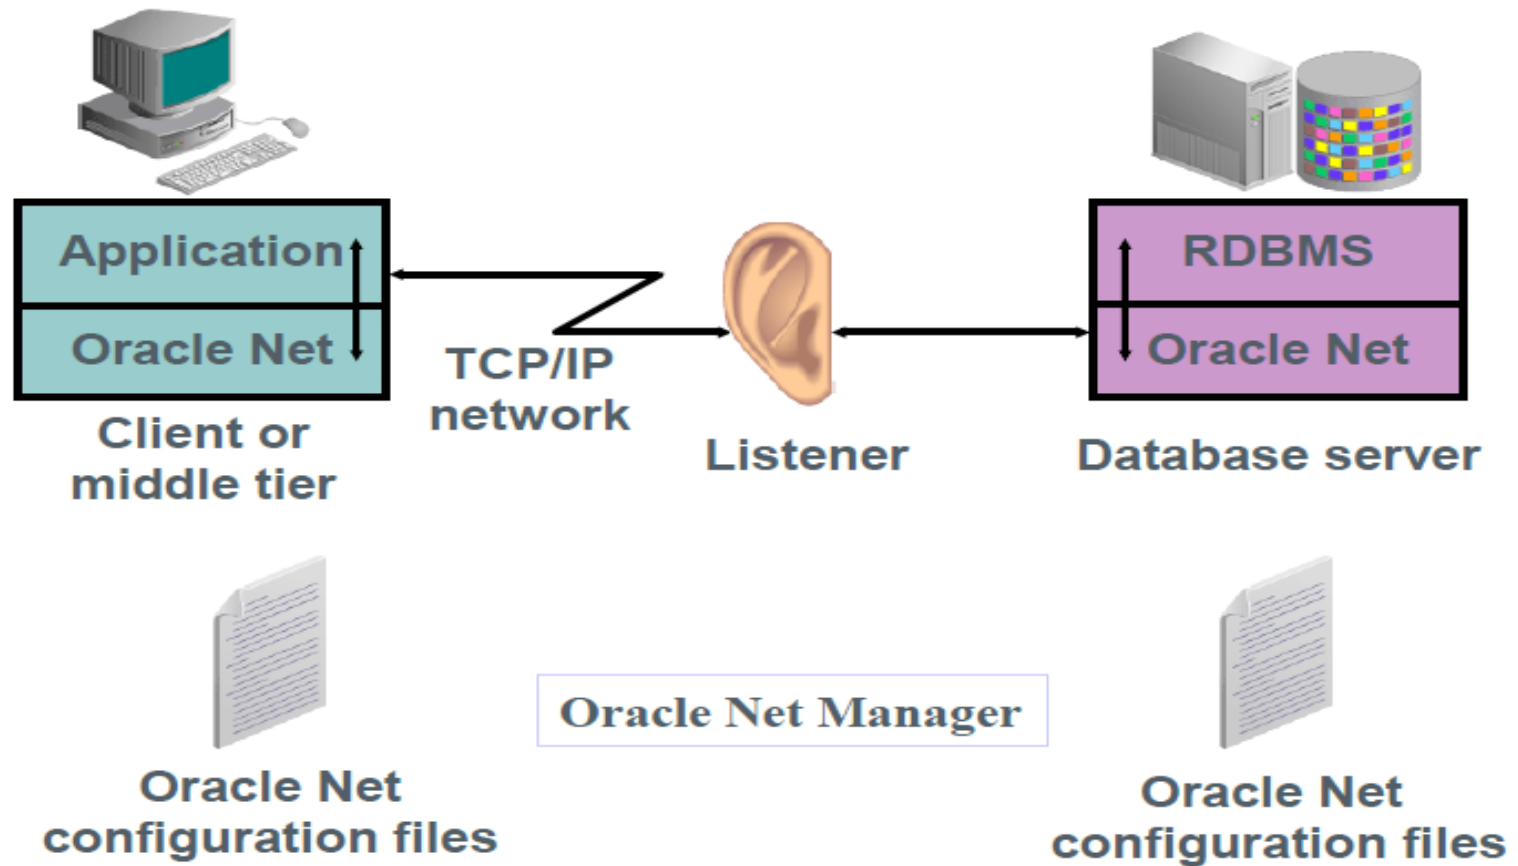 Application
Oracle Net
Client or
middle tier
TCP/IP
network
Listener
RDBMS
Oracle Net
Database server
Oracle Net
configuration files
Oracle Net Manager
Oracle Net
configuration files